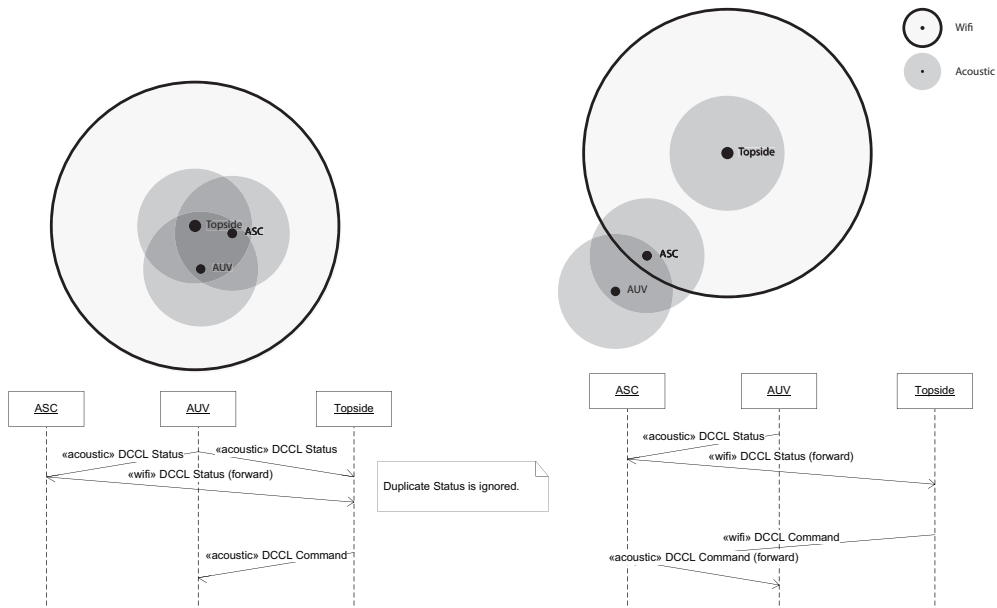 Wifi
Acoustic
Topside
ASC
AUV
Topside
ASC
AUV
ASC
AUV
Topside
«acoustic» DCCL Status
«acoustic» DCCL Status
«wifi» DCCL Status (forward)
Duplicate Status is ignored.
«acoustic» DCCL Command
ASC
AUV
Topside
«acoustic» DCCL Status
«wifi» DCCL Status (forward)
«wifi» DCCL Command
«acoustic» DCCL Command (forward)